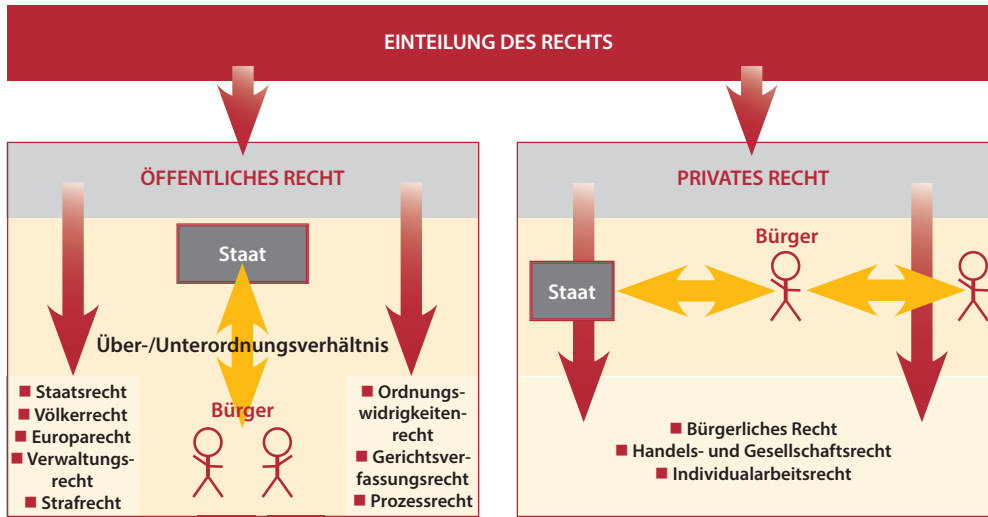 EINTEILUNG DES RECHTS
ÖFFENTLICHES RECHT
Staat
Über-/Unterordnungsverhältnis
■ Staatsrecht
■ Völkerrecht
■ Europarecht
■ Verwaltungs-
recht
■ Strafrecht
Bürger
■ Ordnungs-
widrigkeiten-
recht
■ Gerichtsver-
fassungsrecht
■ Prozessrecht
PRIVATES RECHT
Bürger
Staat
■ Bürgerliches Recht
■ Handels- und Gesellschaftsrecht
■ Individualarbeitsrecht